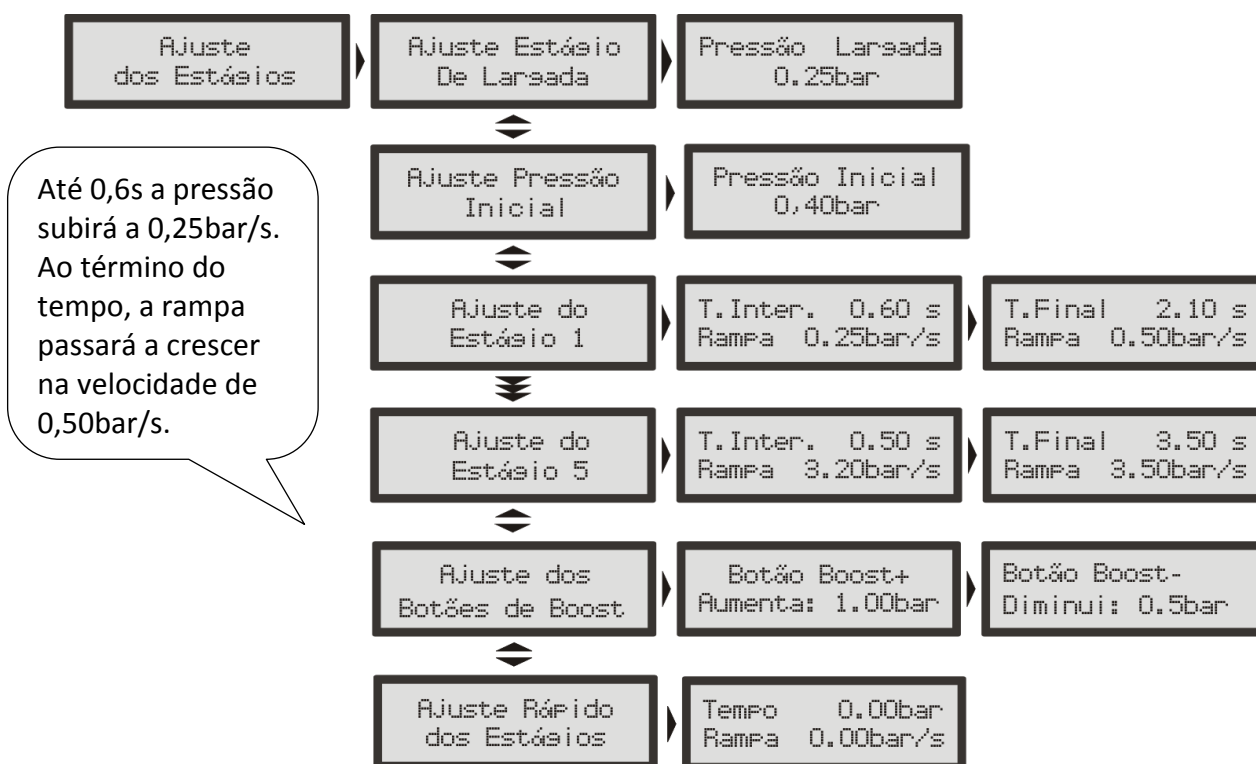 Ajuste
dos Estágios
Ajuste Estágio
De Largada
Pressão Largada
0.25bar
Até 0,6s a pressão
subirá a 0,25bar/s.
Ao término do
tempo, a rampa
passará a crescer
na velocidade de
0,50bar/s.
Ajuste Pressão
Inicial
Pressão Inicial
0,40bar
Ajuste do
Estágio 1
T.Inter. 0.60 s
Rampa 0.25bar/s
T.Final 2.10 s
Rampa 0.50bar/s
Ajuste do
Estágio 5
T.Inter. 0.50 s
Rampa 3.20bar/s
T.Final 3.50 s
Rampa 3.50bar/s
Ajuste dos
Botões de Boost
Botão Boost+
Aumenta: 1.00bar
Botão Boost-
Diminui: 0.5bar
Ajuste Rápido
dos Estágios
Tempo 0.00bar
Rampa 0.00bar/s